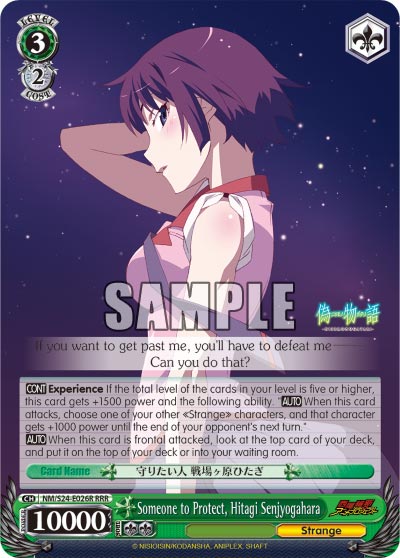 LEVEL
3
2
COST
SAMPLE
偽物語
If you want to get past me, you'll have to defeat me——
Can you do that?
CONT Experience If the total level of the cards in your level is five or higher,
this card gets +1500 power and the following ability. "AUTO When this card
attacks, choose one of your other «Strange» characters, and that character
gets +1000 power until the end of your opponent's next turn."
AUTO When this card is frontal attacked, look at the top card of your deck,
and put it on the top of your deck or into your waiting room.
Card Name 守りたい人 戦場ヶ原ひたぎ
CH NM/S24-E026R RRR
Someone to Protect, Hitagi Senjyogahara
POWER
10000
SOUL
Strange
© NISIOISIN/KODANSHA, ANIPLEX, SHAFT